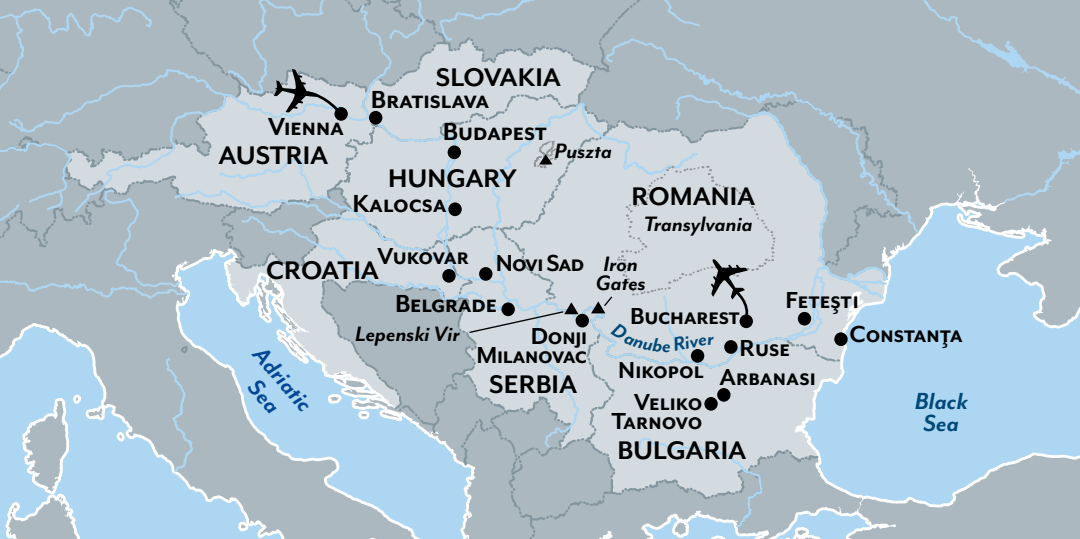 SLOVAKIA
BRATISLAVA
VIENNA
BUDAPEST
AUSTRIA
Puszta
HUNGARY
ROMANIA
KALOCSA
Transylvania
VUKOVAR
NOVI SAD
CROATIA
Iron
Gates
BELGRADE
FETEŞTI
BUCHAREST
Lepenski Vir
DONJI
MILANOVAC
Danube River
CONSTANŢA
RUSE
NIKOPOL
ARBANASI
SERBIA
Adriatic
Sea
VELIKO
TARNOVO
Black
Sea
BULGARIA